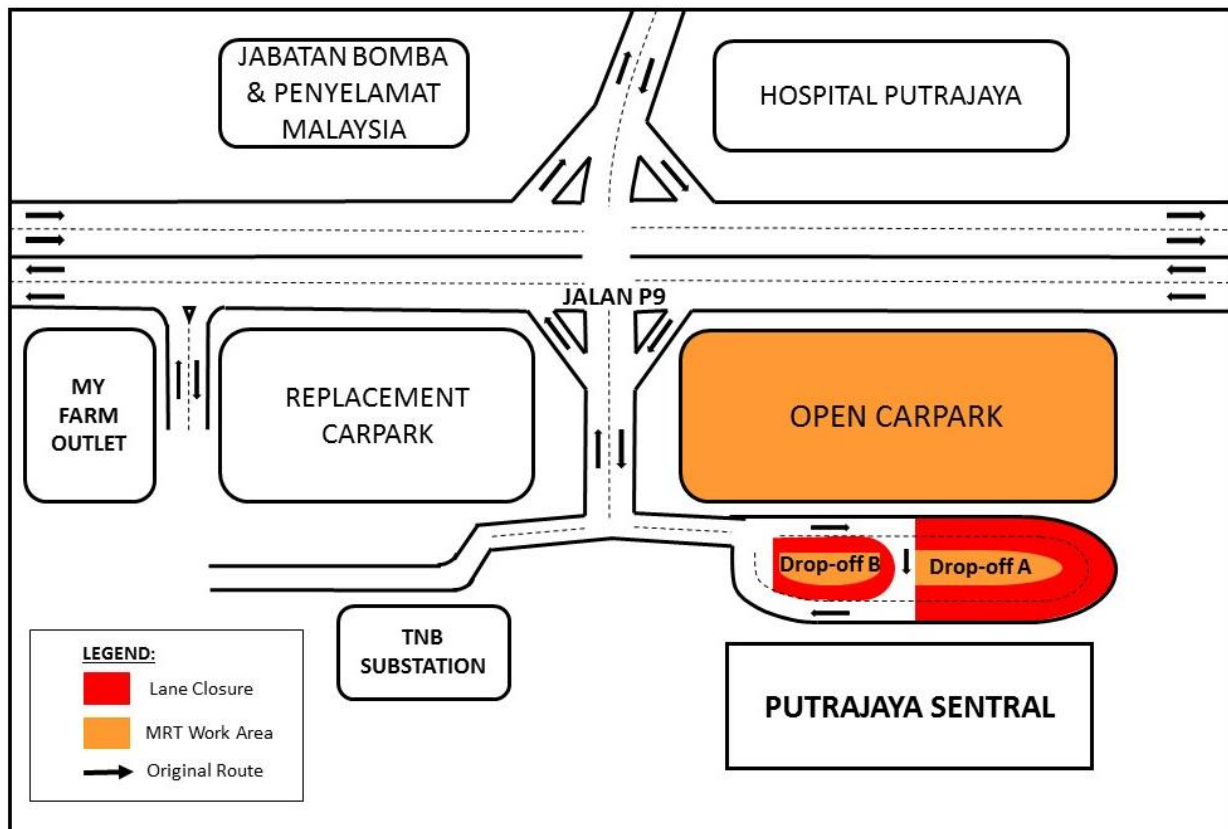 JABATAN BOMBA
& PENYELAMAT
MALAYSIA
HOSPITAL PUTRAJAYA
JALAN P9
MY
FARM
OUTLET
REPLACEMENT
CARPARK
OPEN CARPARK
Drop-off B
Drop-off A
TNB
SUBSTATION
PUTRAJAYA SENTRAL
LEGEND:
Lane Closure
MRT Work Area
Original Route